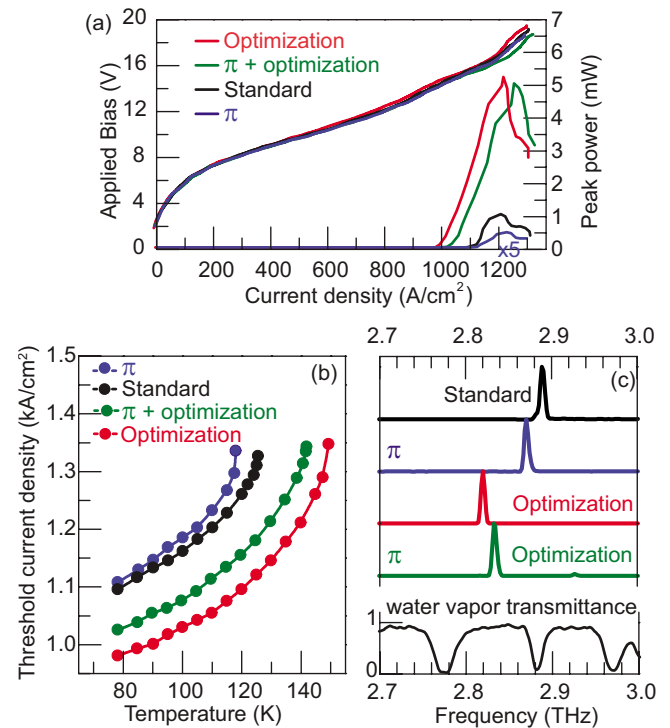 (a)
Optimization
π + optimization
Standard
π
x5
20
16
12
8
4
0
Applied Bias (V)
7
6
5
4
3
2
1
0
Peak power (mW)
0 200 400 600 800 1000 1200
Current density (A/cm²)
(b)
π
Standard
π + optimization
Optimization
1.5
1.4
1.3
1.2
1.1
1.0
Threshold current density (kA/cm²)
80 100 120 140
Temperature (K)
2.7 2.8 2.9 3.0
(c)
Standard
π
π
Optimization
Optimization
water vapor transmittance
1
0
2.7 2.8 2.9 3.0
Frequency (THz)